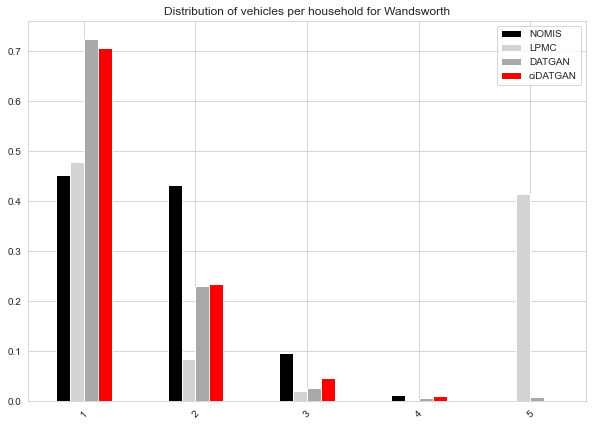 Distribution of vehicles per household for Wandsworth
NOMIS
LPMC
DATGAN
ciDATGAN
0.7
0.6
0.5
0.4
0.3
0.2
0.1
0.0
1
2
3
4
5